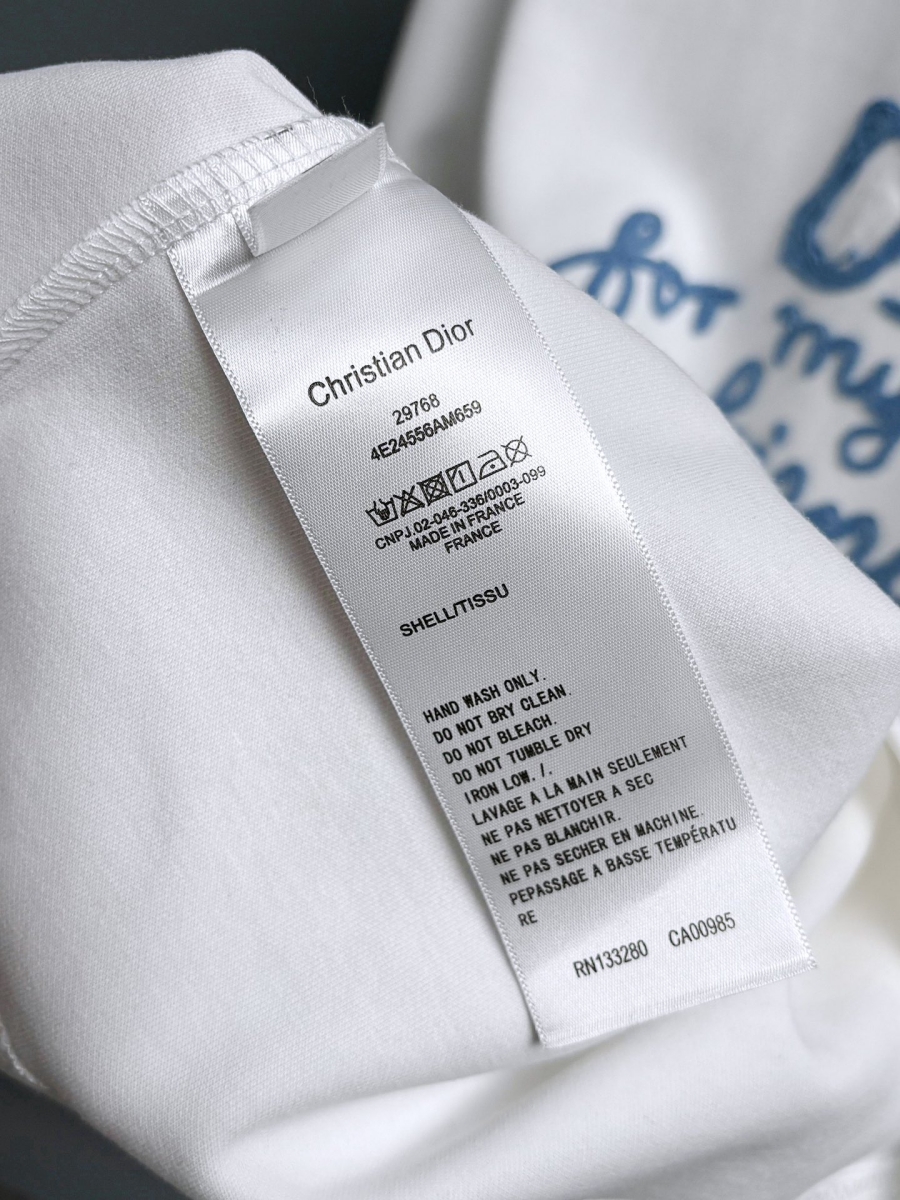 Christian Dior
29768
4E24556AM659
CNPJ.02-046-336/0003-099
MADE IN FRANCE
FRANCE
SHELL/TISSU
HAND WASH ONLY.
DO NOT BRY CLEAN.
DO NOT BLEACH.
DO NOT TUMBLE DRY
IRON LOW. /.
LAVAGE A LA MAIN SEULEMENT
NE PAS NETTOYER A SEC
NE PAS BLANCHIR.
NE PAS SECHER EN MACHINE.
PEPASSAGE A BASSE TEMPÉRATU
RE
RN133280 CA00985
for my